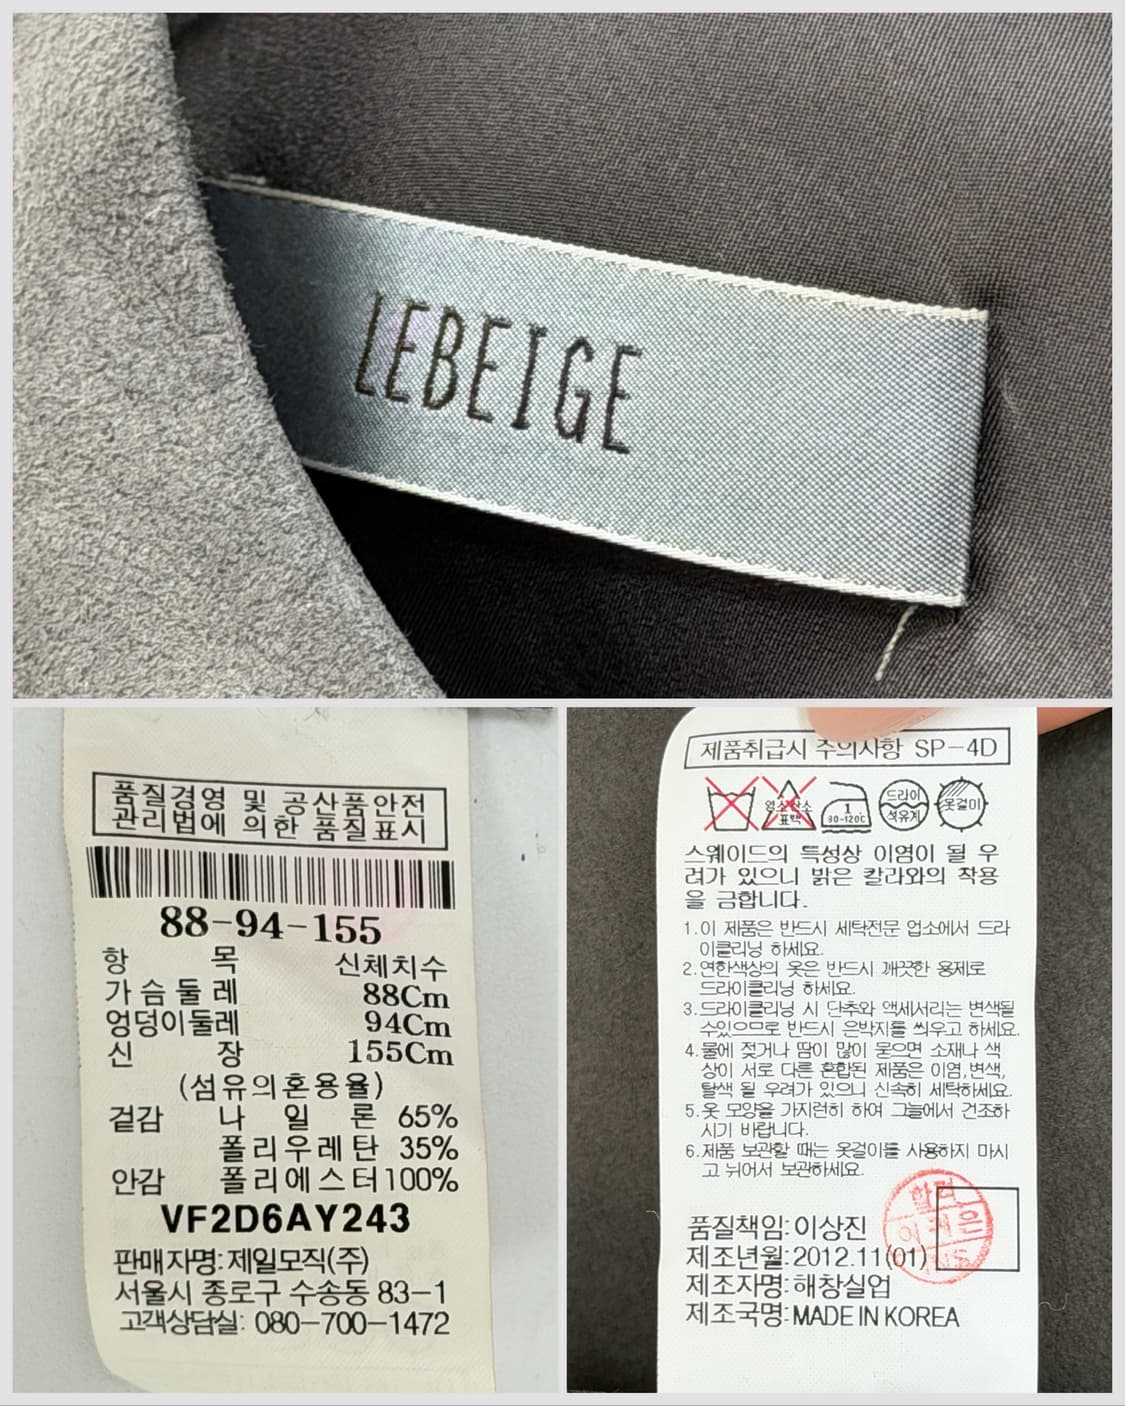 LEBEIGE
품질경영 및 공산품안전
관리법에 의한 품질표시
88-94-155
항 목 신체치수
가슴둘레 88Cm
엉덩이둘레 94Cm
신 장 155Cm
(섬유의혼용율)
겉감 나 일 론 65%
폴리우레탄 35%
안감 폴리에스터100%
VF2D6AY243
판매자명:제일모직(주)
서울시 종로구 수송동 83-1
고객상담실: 080-700-1472
제품취급시 주의사항 SP-4D
염소산소
표백
1
80-120℃
드라이
석유계
옷걸이
스웨이드의 특성상 이염이 될 우
려가 있으니 밝은 칼라와의 착용
을 금합니다.
1.이 제품은 반드시 세탁전문 업소에서 드라
이클리닝 하세요.
2.연한색상의 옷은 반드시 깨끗한 용제로
드라이클리닝 하세요.
3.드라이클리닝 시 단추와 액세서리는 변색될
수있으므로 반드시 은박지를 씌우고 하세요.
4.물에 젖거나 땀이 많이 묻으면 소재나 색
상이 서로 다른 혼합된 제품은 이염,변색,
탈색 될 우려가 있으니 신속히 세탁하세요.
5.옷 모양을 가지런히 하여 그늘에서 건조하
시기 바랍니다.
6.제품 보관할 때는 옷걸이를 사용하지 마시
고 뉘어서 보관하세요.
품질책임:이상진
제조년월:2012.11(01)
제조자명:해창실업
제조국명:MADE IN KOREA